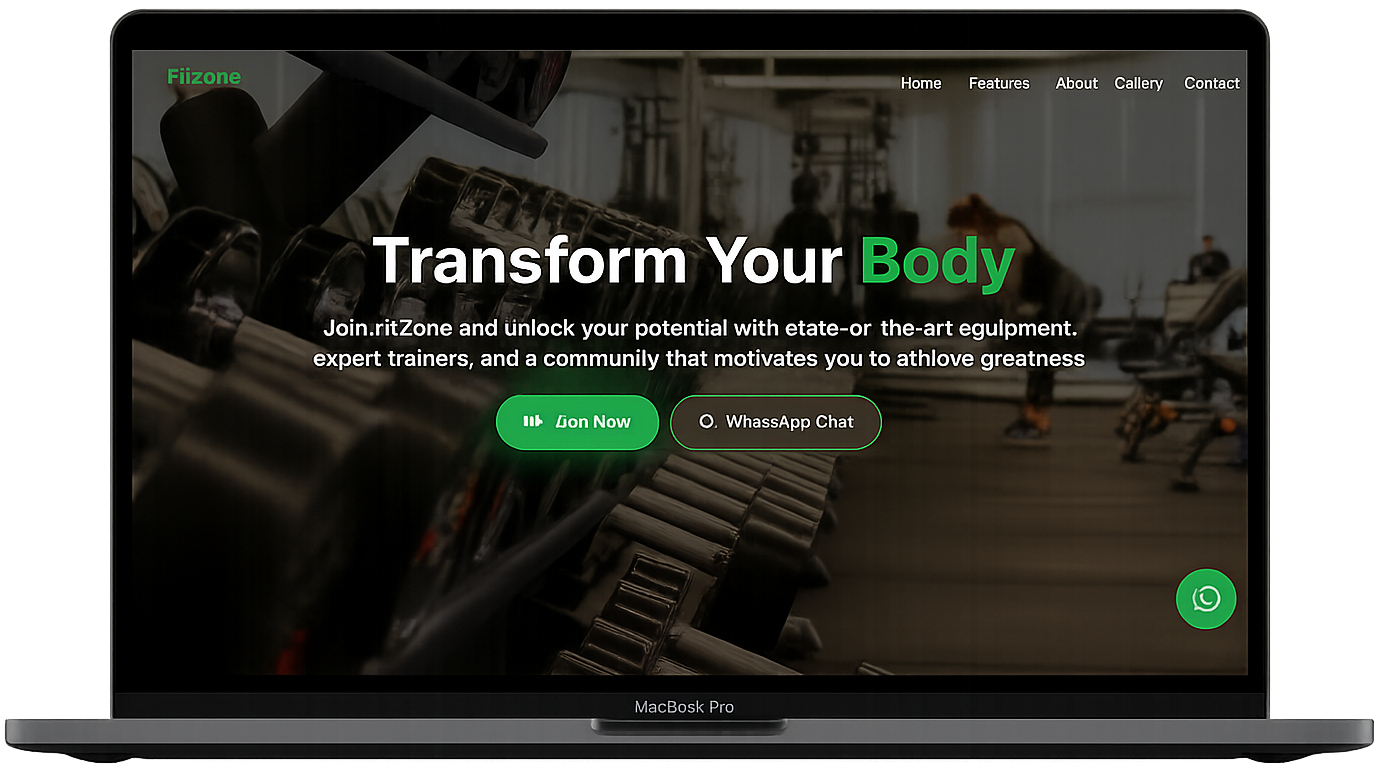 Fiizone
Home Features About Callery Contact
Transform Your Body
Join.ritZone and unlock your potential with etate-or the-art egulpment.
expert trainers, and a communily that motivates you to athlove greatness
Now
WhassApp Chat
MacBosk Pro